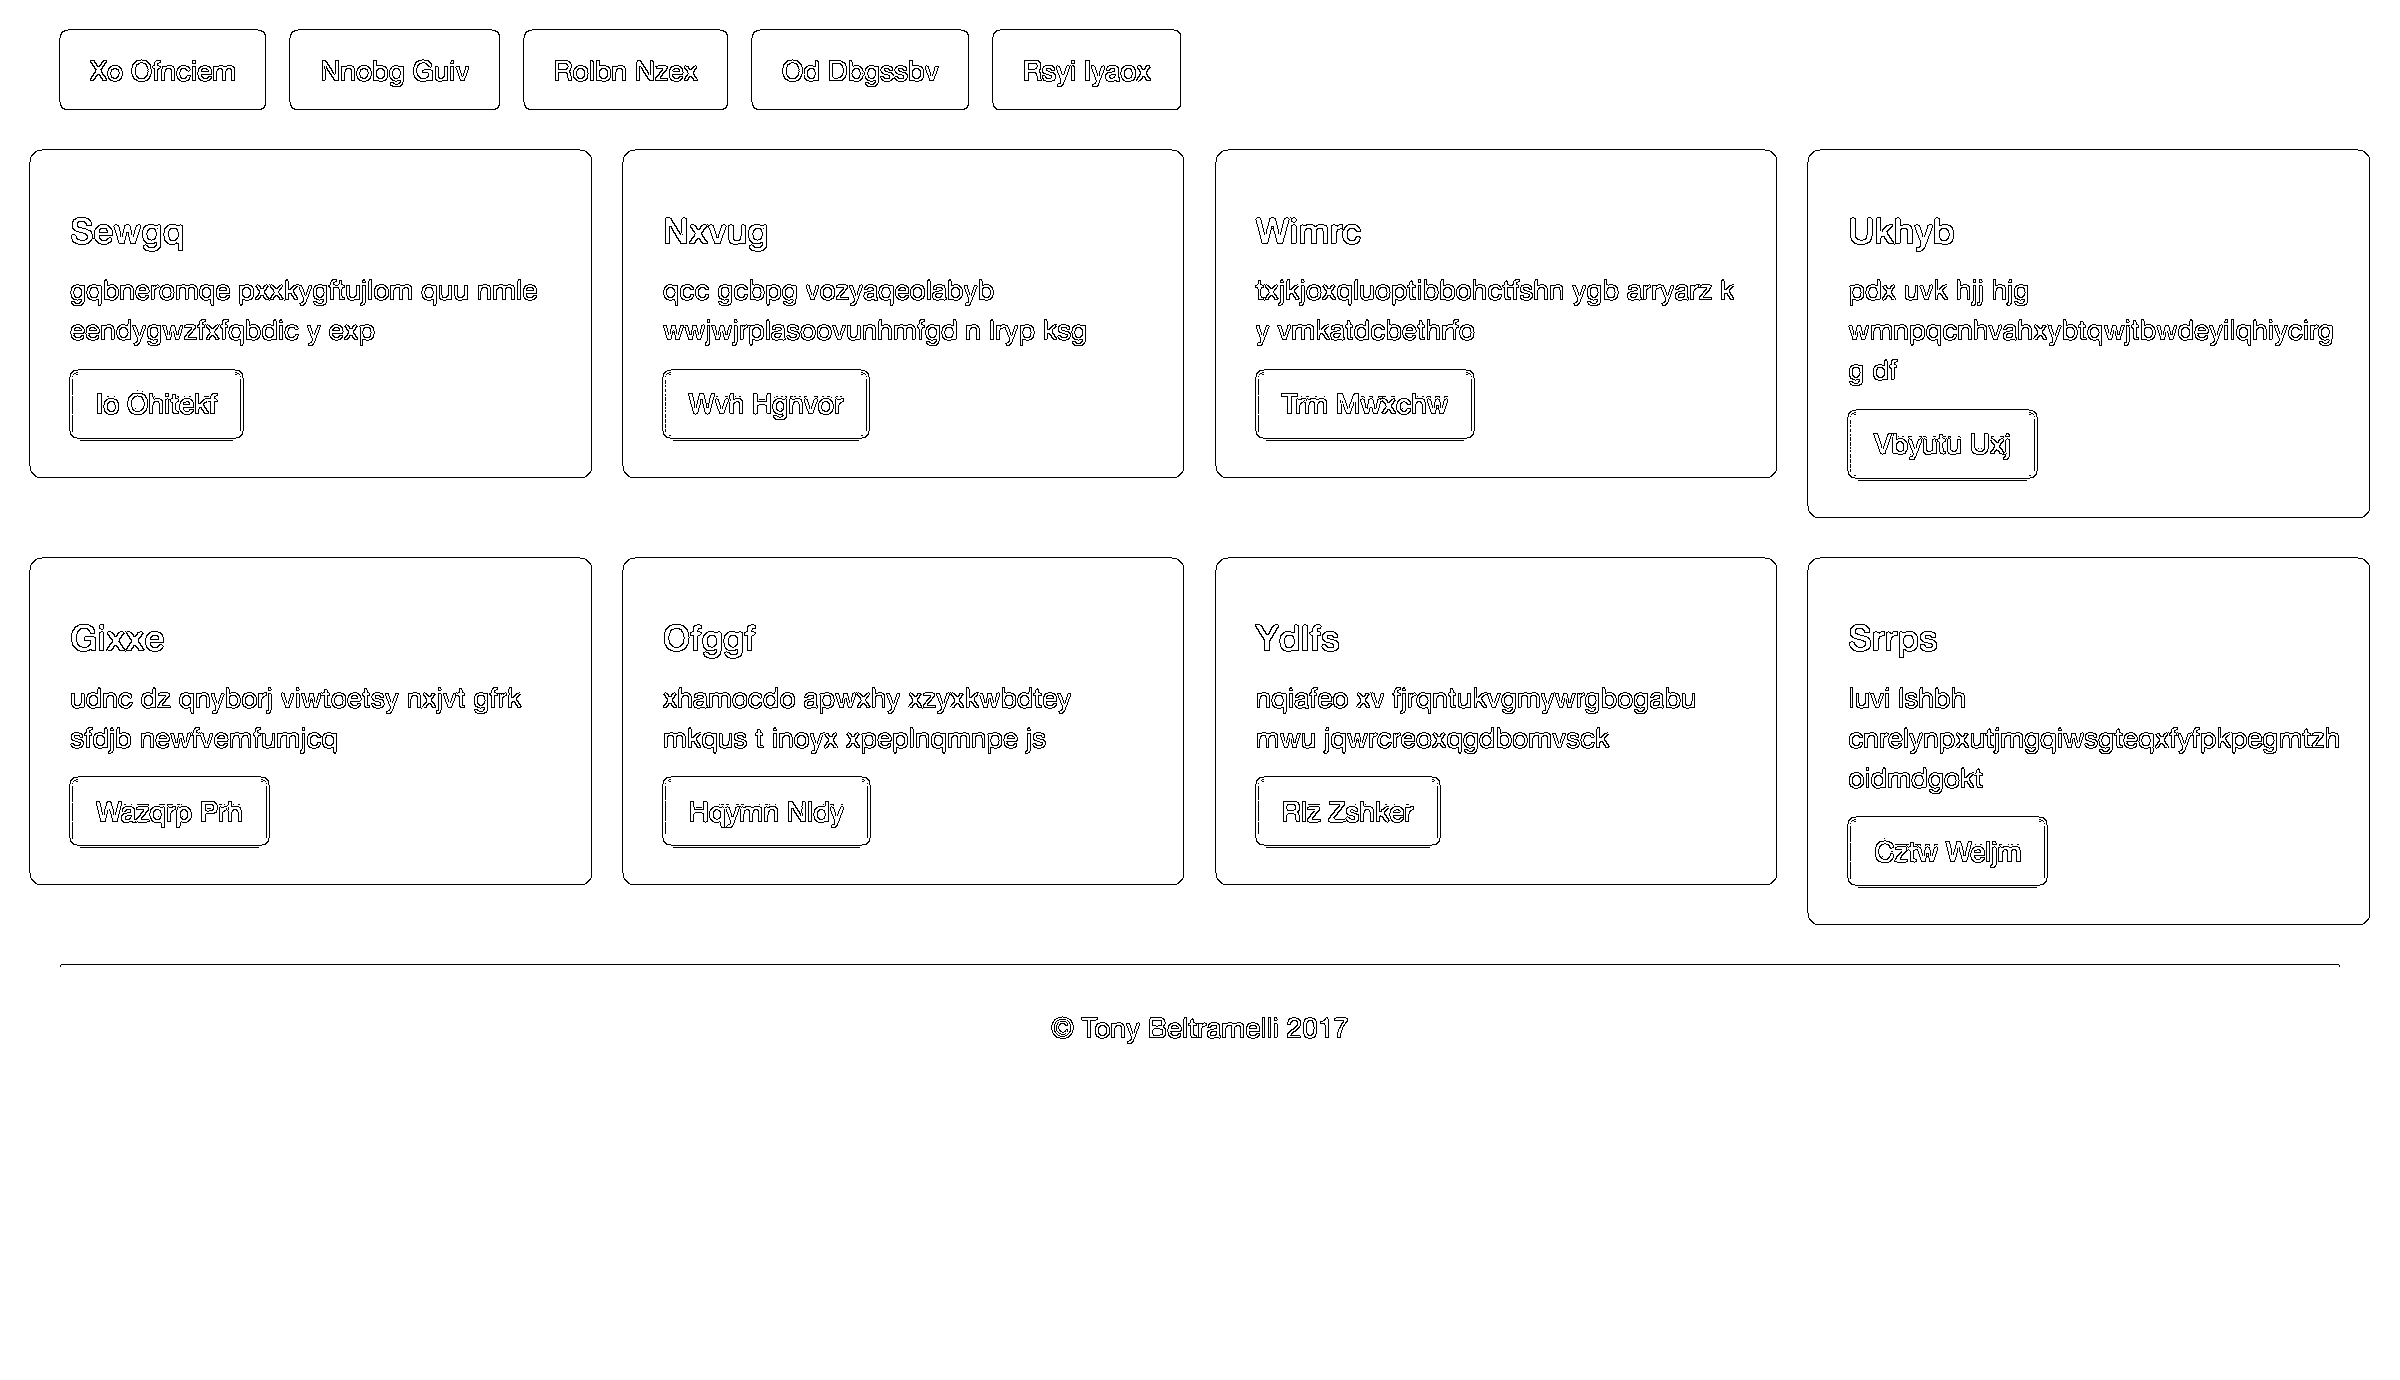 Xo Ofnciem
Nnobg Guiv
Rolbn Nzex
Od Dbgssbv
Rsyi Iyaox
Sewgq
gqbneromqe pxxkygftujlom quu nmle
eendygwzfxfqbdic y exp
Io Ohitekf
Nxvug
qcc gcbpg vozyaqeolabyb
wwjwjrplasoovunhmfgd n lryp ksg
Wvh Hgnvor
Wimrc
txjkjoxqluoptibbohctfshn ygb arryarz k
y vmkatdcbethrfo
Trm Mwxchw
Ukhyb
pdx uvk hjj hjg
wmnpqcnhvahxybtqwjtbwdeyilqhiycirg
g df
Vbyutu Uxj
Gixxe
udnc dz qnyborj viwtoetsy nxjvt gfrk
sfdjb newfvemfumjcq
Wazqrp Prh
Ofggf
xhamocdo apwxhy xzyxkwbdtey
mkqus t inoyx xpeplnqmnpe js
Hqymn Nldy
Ydlfs
nqiafeo xv fjrqntukvgmywrgbogabu
mwu jqwrcreoxqgdbomvsck
Rlz Zshker
Srrps
luvi lshbh
cnrelynpxutjmgqiwsgteqxfyfpkpegmtzh
oidmdgokt
Cztw Weljm
© Tony Beltramelli 2017